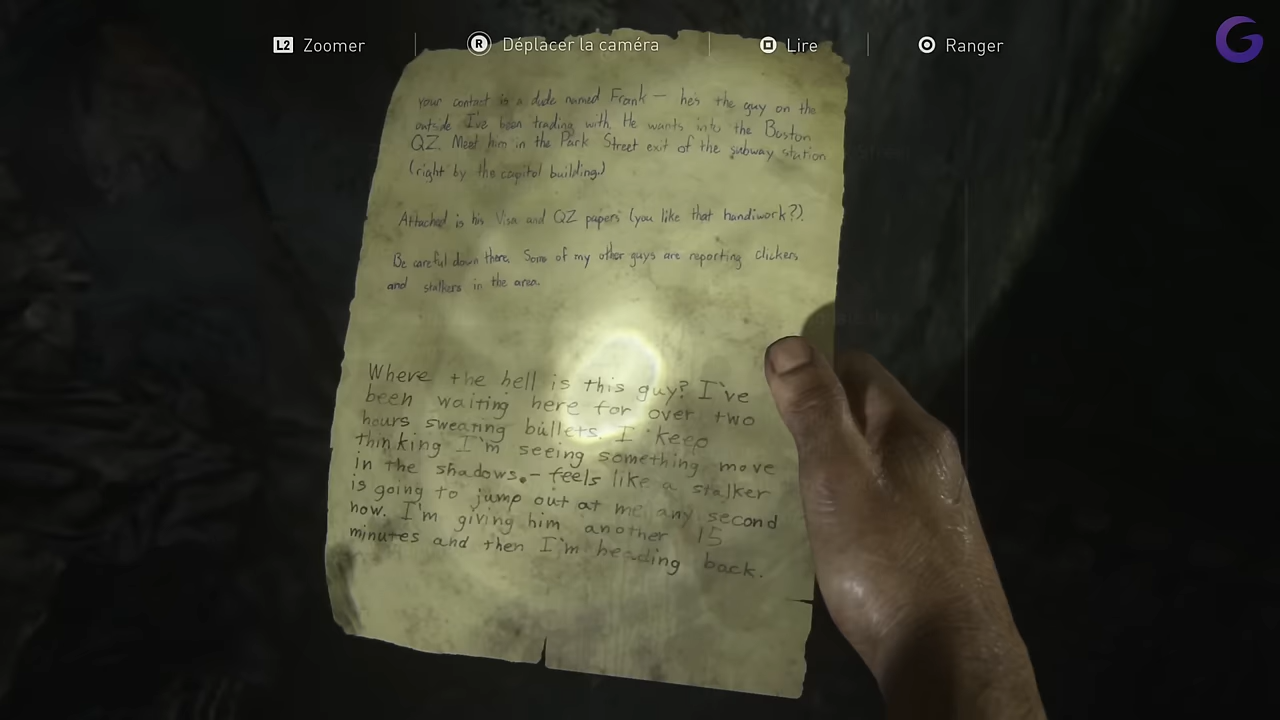 L2 Zoomer
R Déplacer la caméra
Lire
Ranger
your contact is a dude named Frank — he's the guy on the
outside I've been trading with. He wants into the Boston
QZ. Meet him in the Park Street exit of the subway station
(right by the capitol building.)
Attached is his Visa and QZ papers (you like that handiwork?).
Be careful down there. Some of my other guys are reporting clickers
and stalkers in the area.
Where the hell is this guy? I've
been waiting here for over two
hours sweating bullets. I keep
thinking I'm seeing something move
in the shadows. - feels like a stalker
is going to jump out at me any second
now. I'm giving him another 15
minutes and then I'm heading back.